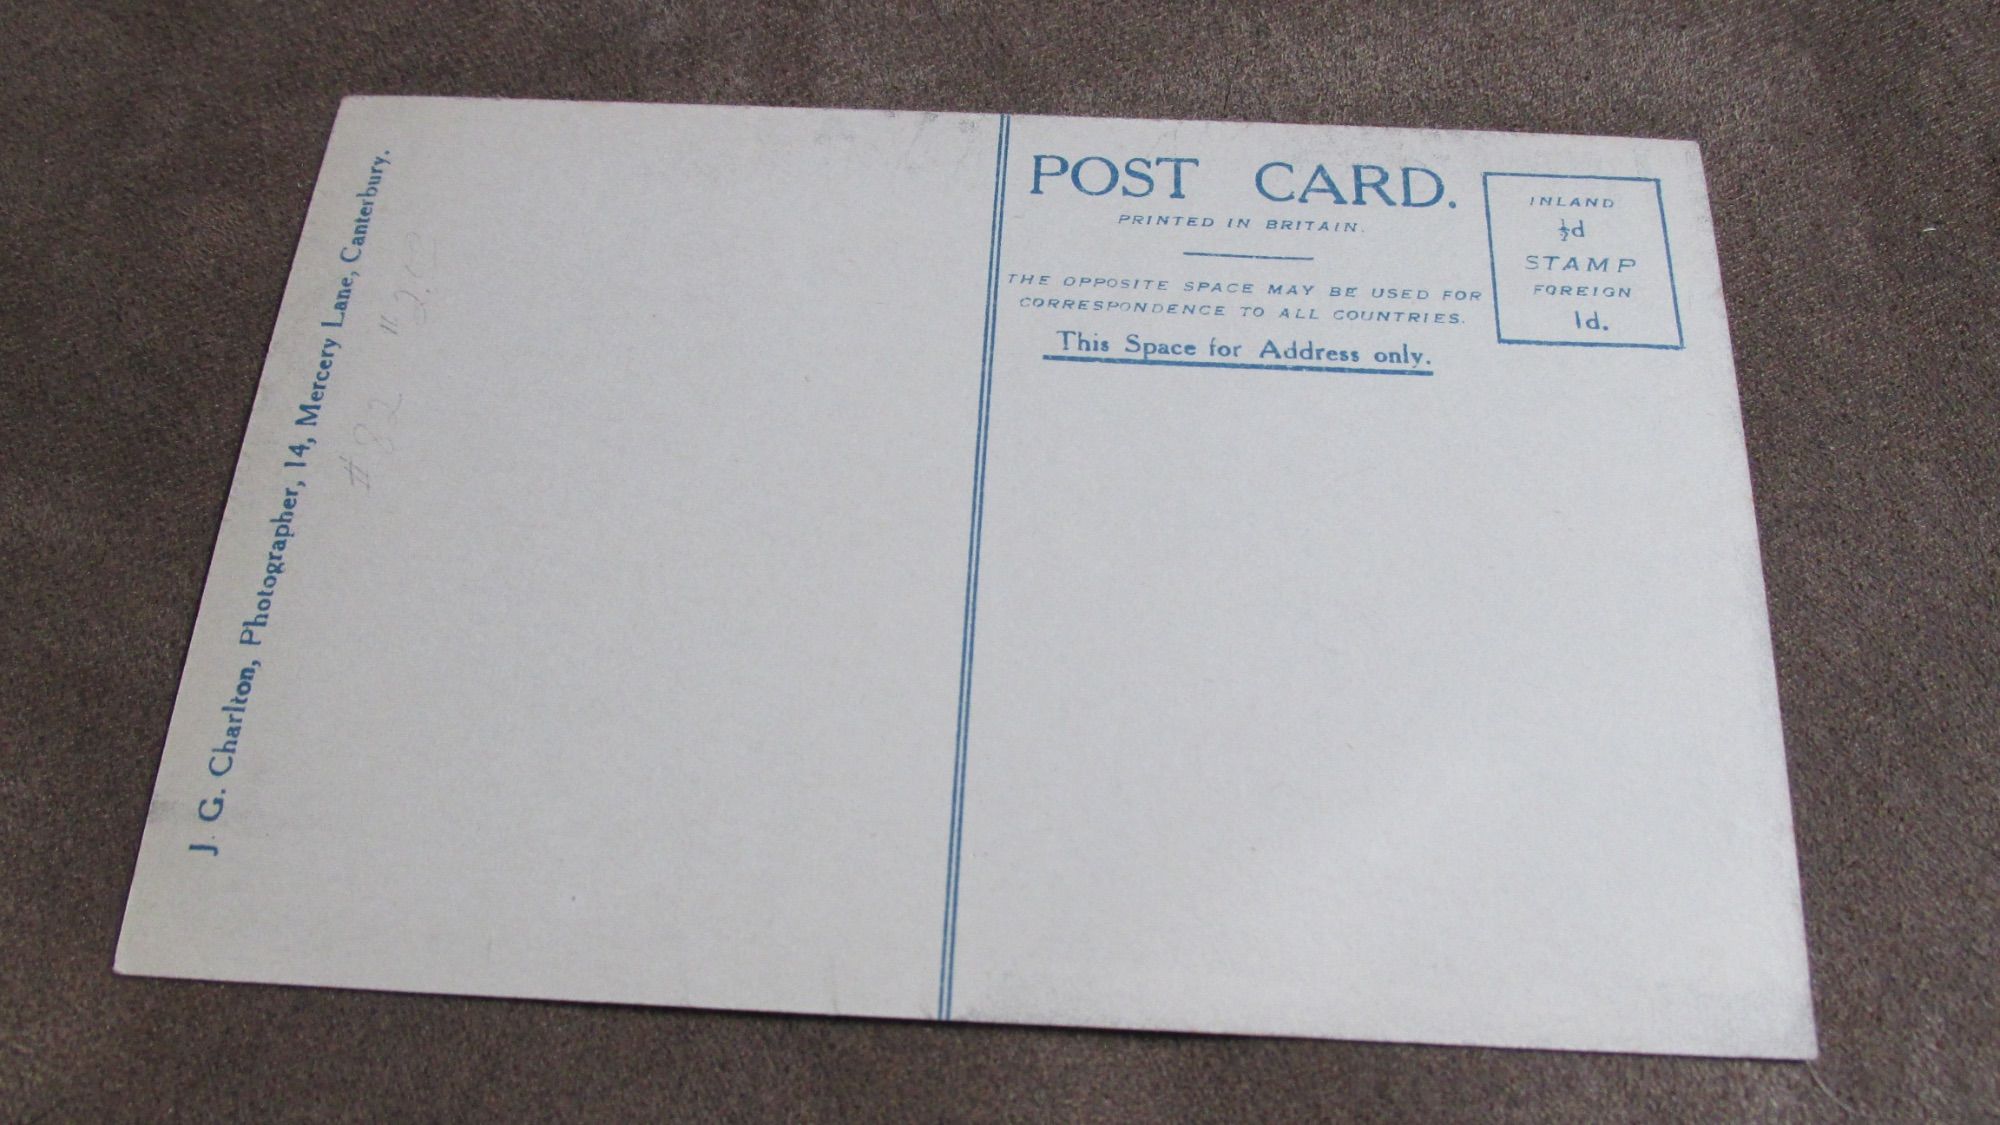 J. G. Charlton, Photographer, 14, Mercery Lane, Canterbury.
# 82 "
POST CARD.
PRINTED IN BRITAIN.
THE OPPOSITE SPACE MAY BE USED FOR
CORRESPONDENCE TO ALL COUNTRIES.
This Space for Address only.
INLAND
½d
STAMP
FOREIGN
1d.